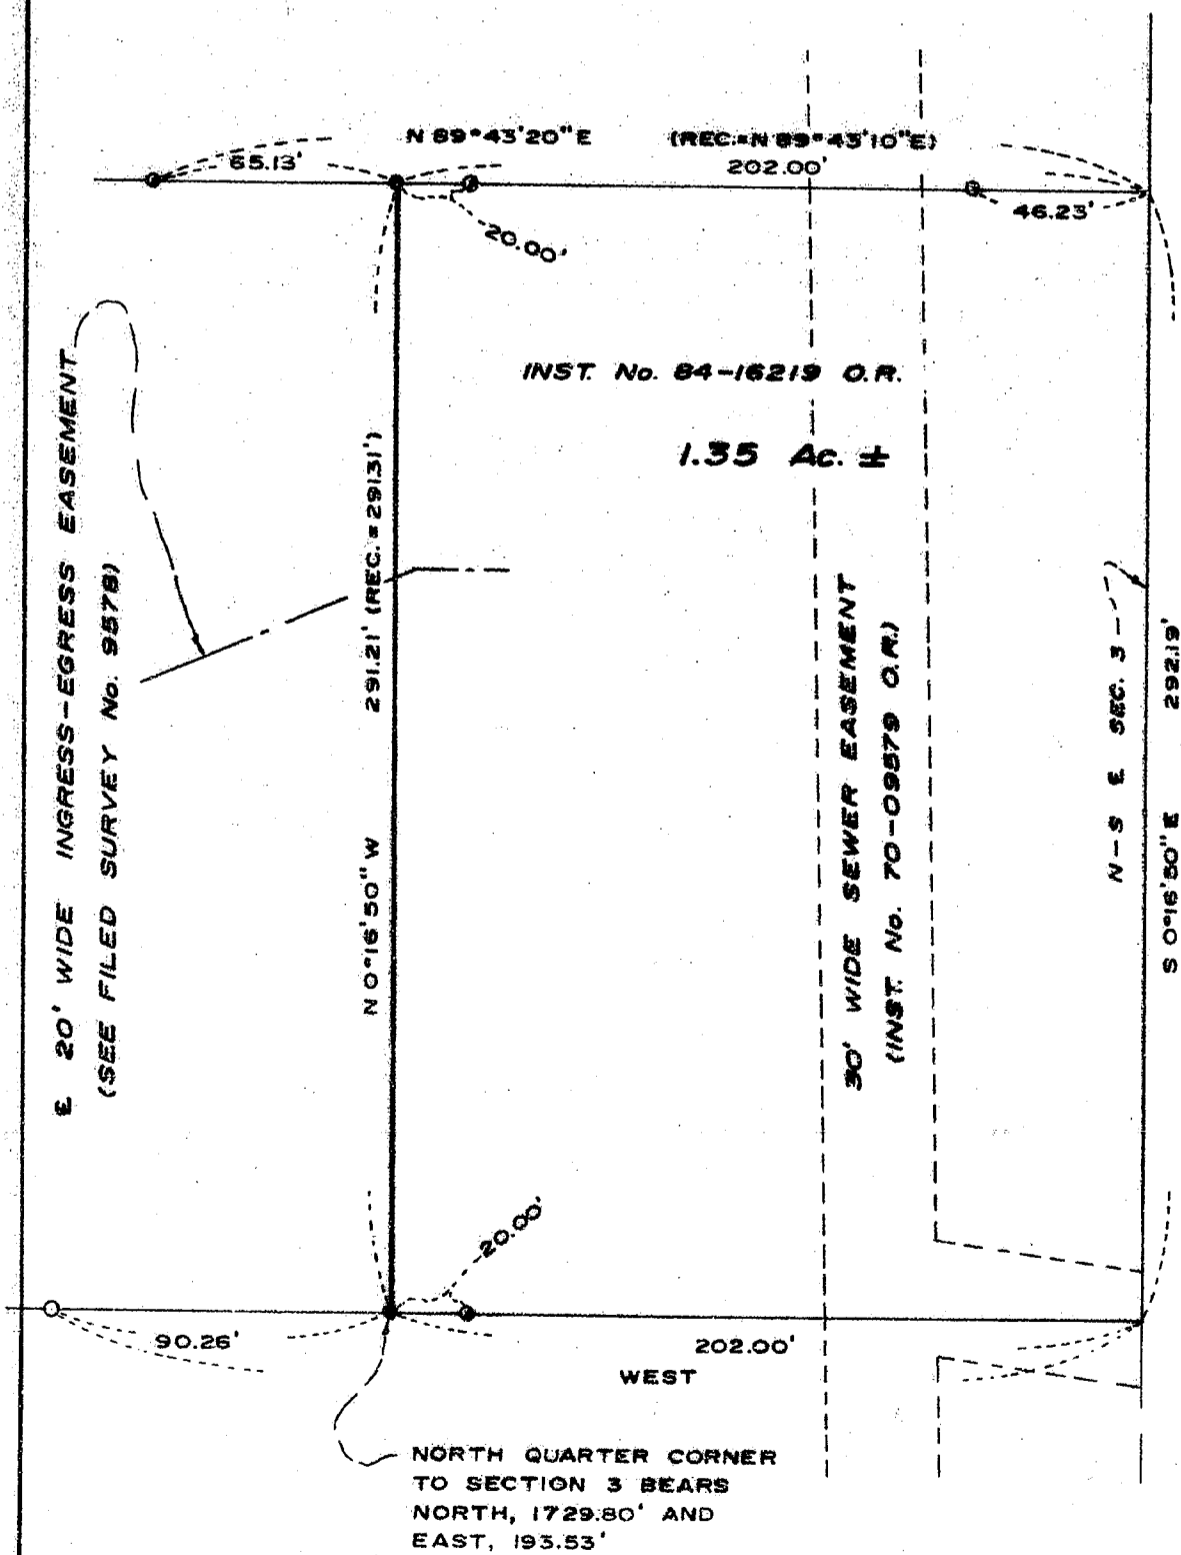 N 89°43'20" E (REC.=N 89°43'10" E)
65.13'
202.00'
46.23'
20.00'
INST. No. 84-16219 O.R.
1.35 Ac. ±
℄ 20' WIDE INGRESS-EGRESS EASEMENT
(SEE FILED SURVEY No. 9578)
N 0°16'50" W 291.21' (REC.=291.31')
30' WIDE SEWER EASEMENT
(INST. No. 70-09579 O.R.)
N-S ℄ SEC. 3
S 0°16'50" E 292.19'
20.00'
90.26'
202.00'
WEST
NORTH QUARTER CORNER
TO SECTION 3 BEARS
NORTH, 1729.80' AND
EAST, 193.53'